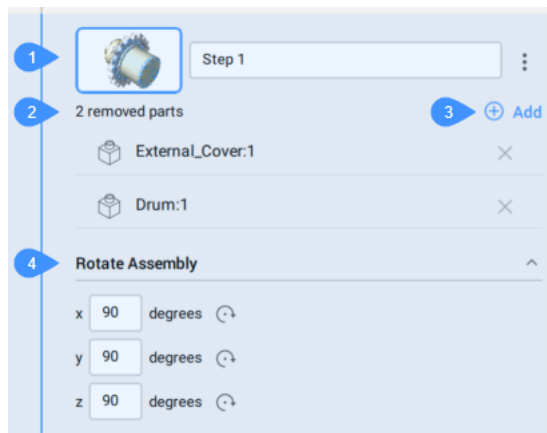 1
Step 1
2
2 removed parts
3
Add
External_Cover:1
Drum:1
4
Rotate Assembly
x 90 degrees
y 90 degrees
z 90 degrees